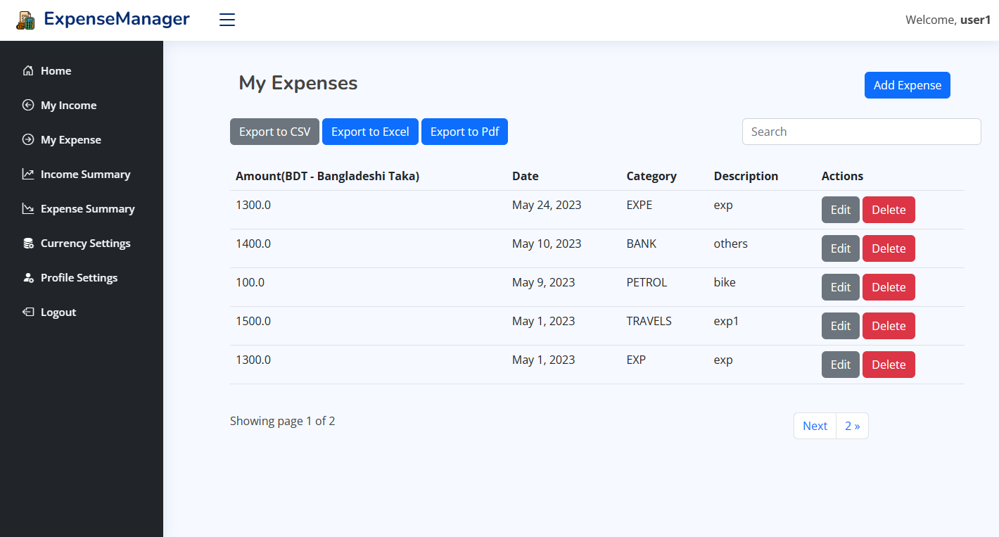 ExpenseManager
Welcome, user1
Home
My Income
My Expense
Income Summary
Expense Summary
Currency Settings
Profile Settings
Logout
My Expenses
Add Expense
Export to CSV Export to Excel Export to Pdf
Search
Amount(BDT - Bangladeshi Taka) Date Category Description Actions
1300.0 May 24, 2023 EXPE exp Edit Delete
1400.0 May 10, 2023 BANK others Edit Delete
100.0 May 9, 2023 PETROL bike Edit Delete
1500.0 May 1, 2023 TRAVELS exp1 Edit Delete
1300.0 May 1, 2023 EXP exp Edit Delete
Showing page 1 of 2
Next 2 »